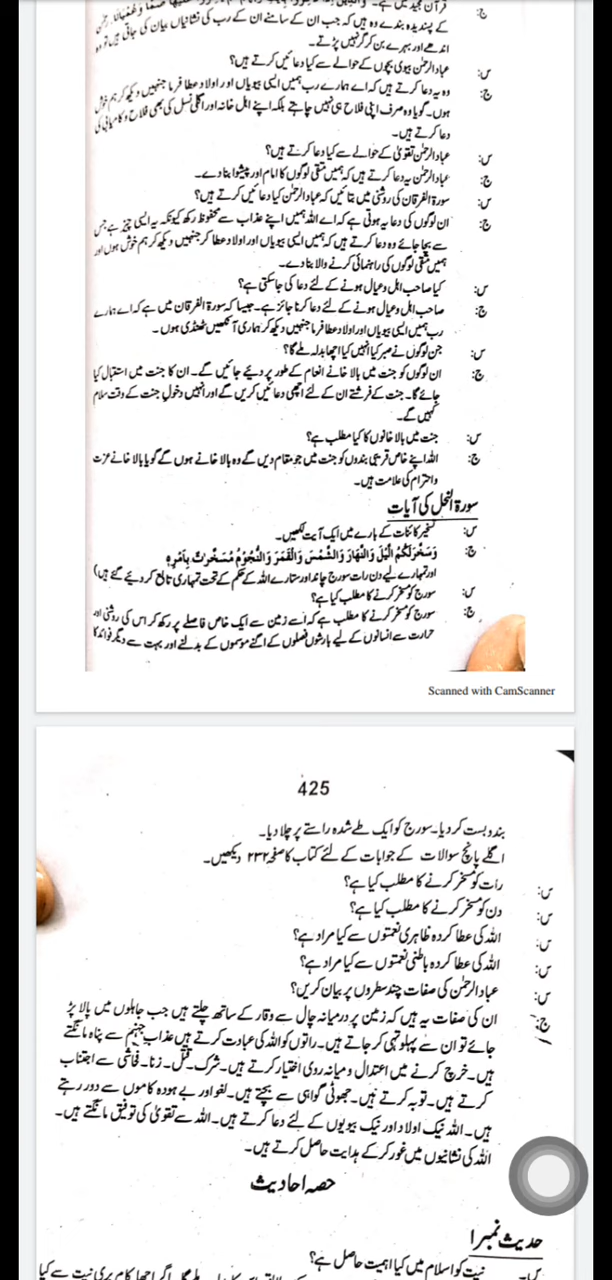 کے پسندیدہ بندے وہ ہیں کہ جب ان کے سامنے ان کے رب کی نشانیاں بیان کی جاتی ہیں تو وہ
اندھے اور بہرے بن کر گر نہیں پڑتے۔
س: عبادالرحمٰن بیوی بچوں کے حوالے سے کیا دعائیں کرتے ہیں؟
ج: وہ یہ دعا کرتے ہیں کہ اے ہمارے رب ہمیں ایسی بیویاں اور اولاد عطا فرما جنہیں دیکھ کر ہم خوش
ہوں۔ گویا وہ صرف اپنی فلاح ہی نہیں چاہتے بلکہ اپنے اہل خانہ اور اگلی نسل کی بھی فلاح و کامیابی کی
دعا کرتے ہیں۔
س: عبادالرحمٰن تقویٰ کے حوالے سے کیا دعا کرتے ہیں؟
ج: عبادالرحمٰن یہ دعا کرتے ہیں کہ ہمیں متقی لوگوں کا امام اور پیشوا بنا دے۔
س: سورۃ الفرقان کی روشنی میں بتائیں کہ عبادالرحمٰن کیا دعائیں کرتے ہیں؟
ج: ان لوگوں کی دعا یہ ہوتی ہے کہ اے اللہ ہمیں اپنے عذاب سے محفوظ رکھ کیونکہ یہ ایسی چیز ہے جس
سے بچا جائے وہ دعا کرتے ہیں کہ ہمیں ایسی بیویاں اور اولاد عطا کر جنہیں دیکھ کر ہم خوش ہوں اور
ہمیں متقی لوگوں کی راہنمائی کرنے والا بنا دے۔
س: کیا صاحب اہل و عیال ہونے کے لئے دعا کی جا سکتی ہے؟
ج: صاحب اہل و عیال ہونے کے لئے دعا کرنا جائز ہے۔ جیسا کہ سورۃ الفرقان میں ہے کہ اے ہمارے
رب ہمیں ایسی بیویاں اور اولاد عطا فرما جنہیں دیکھ کر ہماری آنکھیں ٹھنڈی ہوں۔
س: جن لوگوں نے صبر کیا انہیں کیا اچھا بدلہ ملے گا؟
ج: ان لوگوں کو جنت میں بالا خانے انعام کے طور پر دیئے جائیں گے۔ ان کا جنت میں استقبال کیا
جائے گا۔ جنت کے فرشتے ان کے لئے اچھی دعائیں کریں گے اور انہیں دخول جنت کے وقت سلام
کہیں گے۔
س: جنت میں بالا خانوں کا کیا مطلب ہے؟
ج: اللہ اپنے خاص قریبی بندوں کو جنت میں جو مقام دیں گے وہ بالا خانے ہوں گے گویا بالا خانے عزت
و احترام کی علامت ہیں۔
سورۃ النحل کی آیات
س: تسخیر کائنات کے بارے میں ایک آیت لکھیں۔
ج: وَسَخَّرَ لَكُمُ الَّيْلَ وَالنَّهَارَ وَالشَّمْسَ وَالْقَمَرَ وَالنُّجُوْمُ مُسَخَّرٰتٌ بِاَمْرِهٖ
اور تمہارے لیے دن رات سورج چاند اور ستارے اللہ کے حکم کے تحت تمہاری تابع کر دیئے گئے ہیں)
س: سورج کو مسخر کرنے کا مطلب کیا ہے؟
ج: سورج کو مسخر کرنے کا مطلب ہے کہ اسے زمین سے ایک خاص فاصلے پر رکھ کر اس کی روشنی اور
حرارت سے انسانوں کے لیے بارشوں فصلوں کے اگنے موسموں کے بدلنے اور بہت سے دیگر فوائد کا
Scanned with CamScanner
425
بندوبست کر دیا۔ سورج کو ایک طے شدہ راستے پر چلا دیا۔
اگلے پانچ سوالات کے جوابات کے لئے کتاب کا صفحہ ۲۳۲ دیکھیں۔
س: رات کو مسخر کرنے کا مطلب کیا ہے؟
س: دن کو مسخر کرنے کا مطلب کیا ہے؟
س: اللہ کی عطا کردہ ظاہری نعمتوں سے کیا مراد ہے؟
س: اللہ کی عطا کردہ باطنی نعمتوں سے کیا مراد ہے؟
س: عبادالرحمٰن کی صفات چند سطروں پر بیان کریں؟
ج: ان کی صفات یہ ہیں کہ زمین پر درمیانہ چال سے وقار کے ساتھ چلتے ہیں جب جاہلوں میں پالا پڑ
جائے تو ان سے پہلوتہی کر جاتے ہیں۔ راتوں کو اللہ کی عبادت کرتے ہیں عذاب جہنم سے پناہ مانگتے
ہیں۔ خرچ کرنے میں اعتدال و میانہ روی اختیار کرتے ہیں۔ شرک۔ قتل۔ زنا۔ فحاشی سے اجتناب
کرتے ہیں۔ توبہ کرتے ہیں۔ جھوٹی گواہی سے بچتے ہیں۔ لغو اور بے ہودہ کاموں سے دور رہتے
ہیں۔ اللہ نیک اولاد اور نیک بیویوں کے لئے دعا کرتے ہیں۔ اللہ سے تقویٰ کی توفیق مانگتے ہیں۔
اللہ کی نشانیوں میں غور کر کے ہدایت حاصل کرتے ہیں۔
حصہ احادیث
حدیث نمبر ۱
نیت کو اسلام میں کیا اہمیت حاصل ہے؟